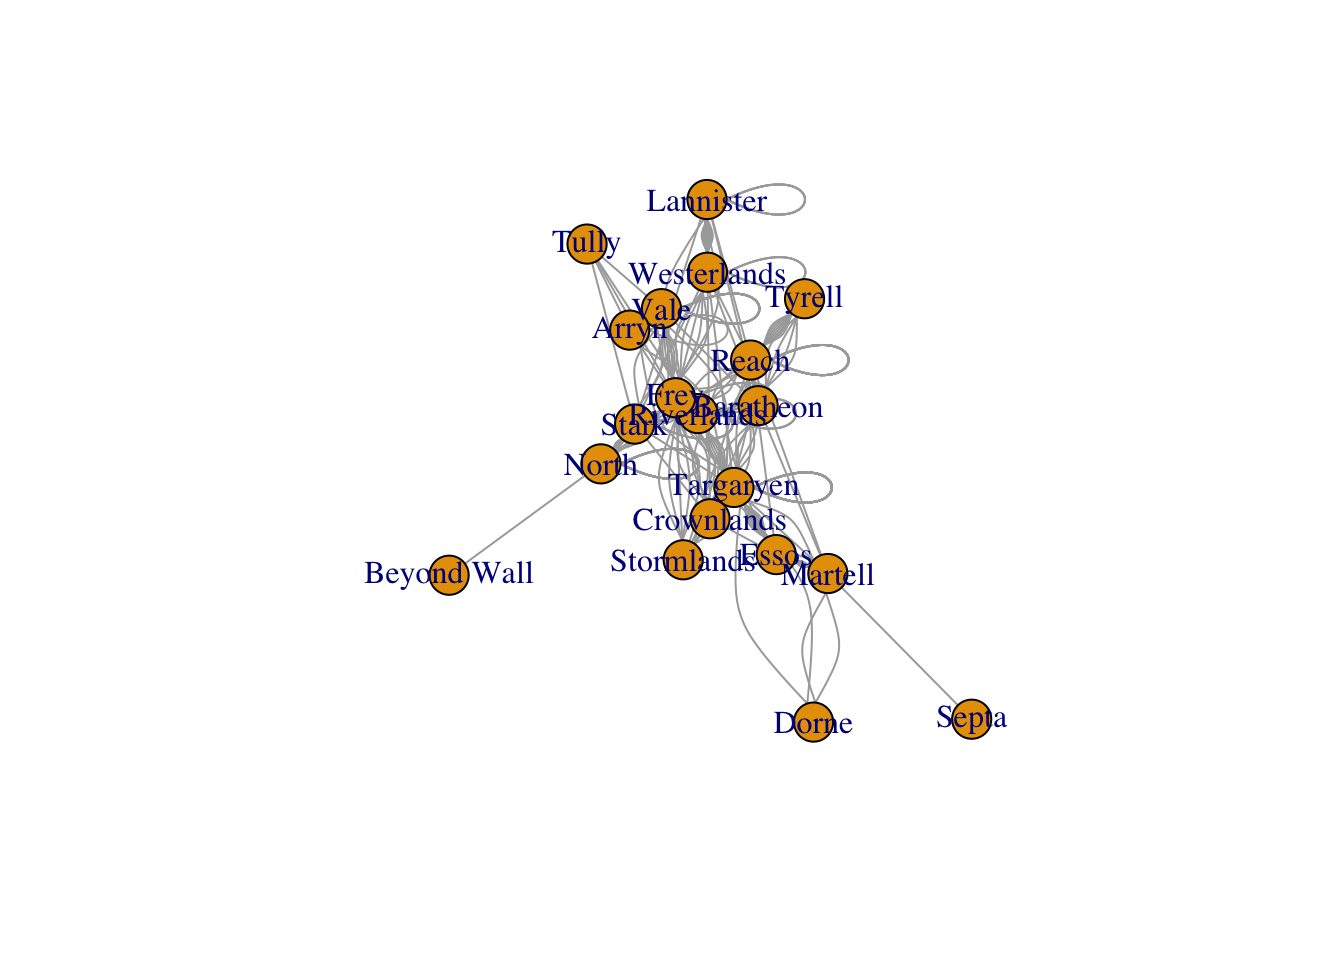 Lannister
Tully
Westerlands
Tyrell
Vale
Arryn
Reach
Frey
Baratheon
Riverlands
Stark
North
Targaryen
Crownlands
Essos
Stormlands
Beyond Wall
Martell
Dorne
Septa